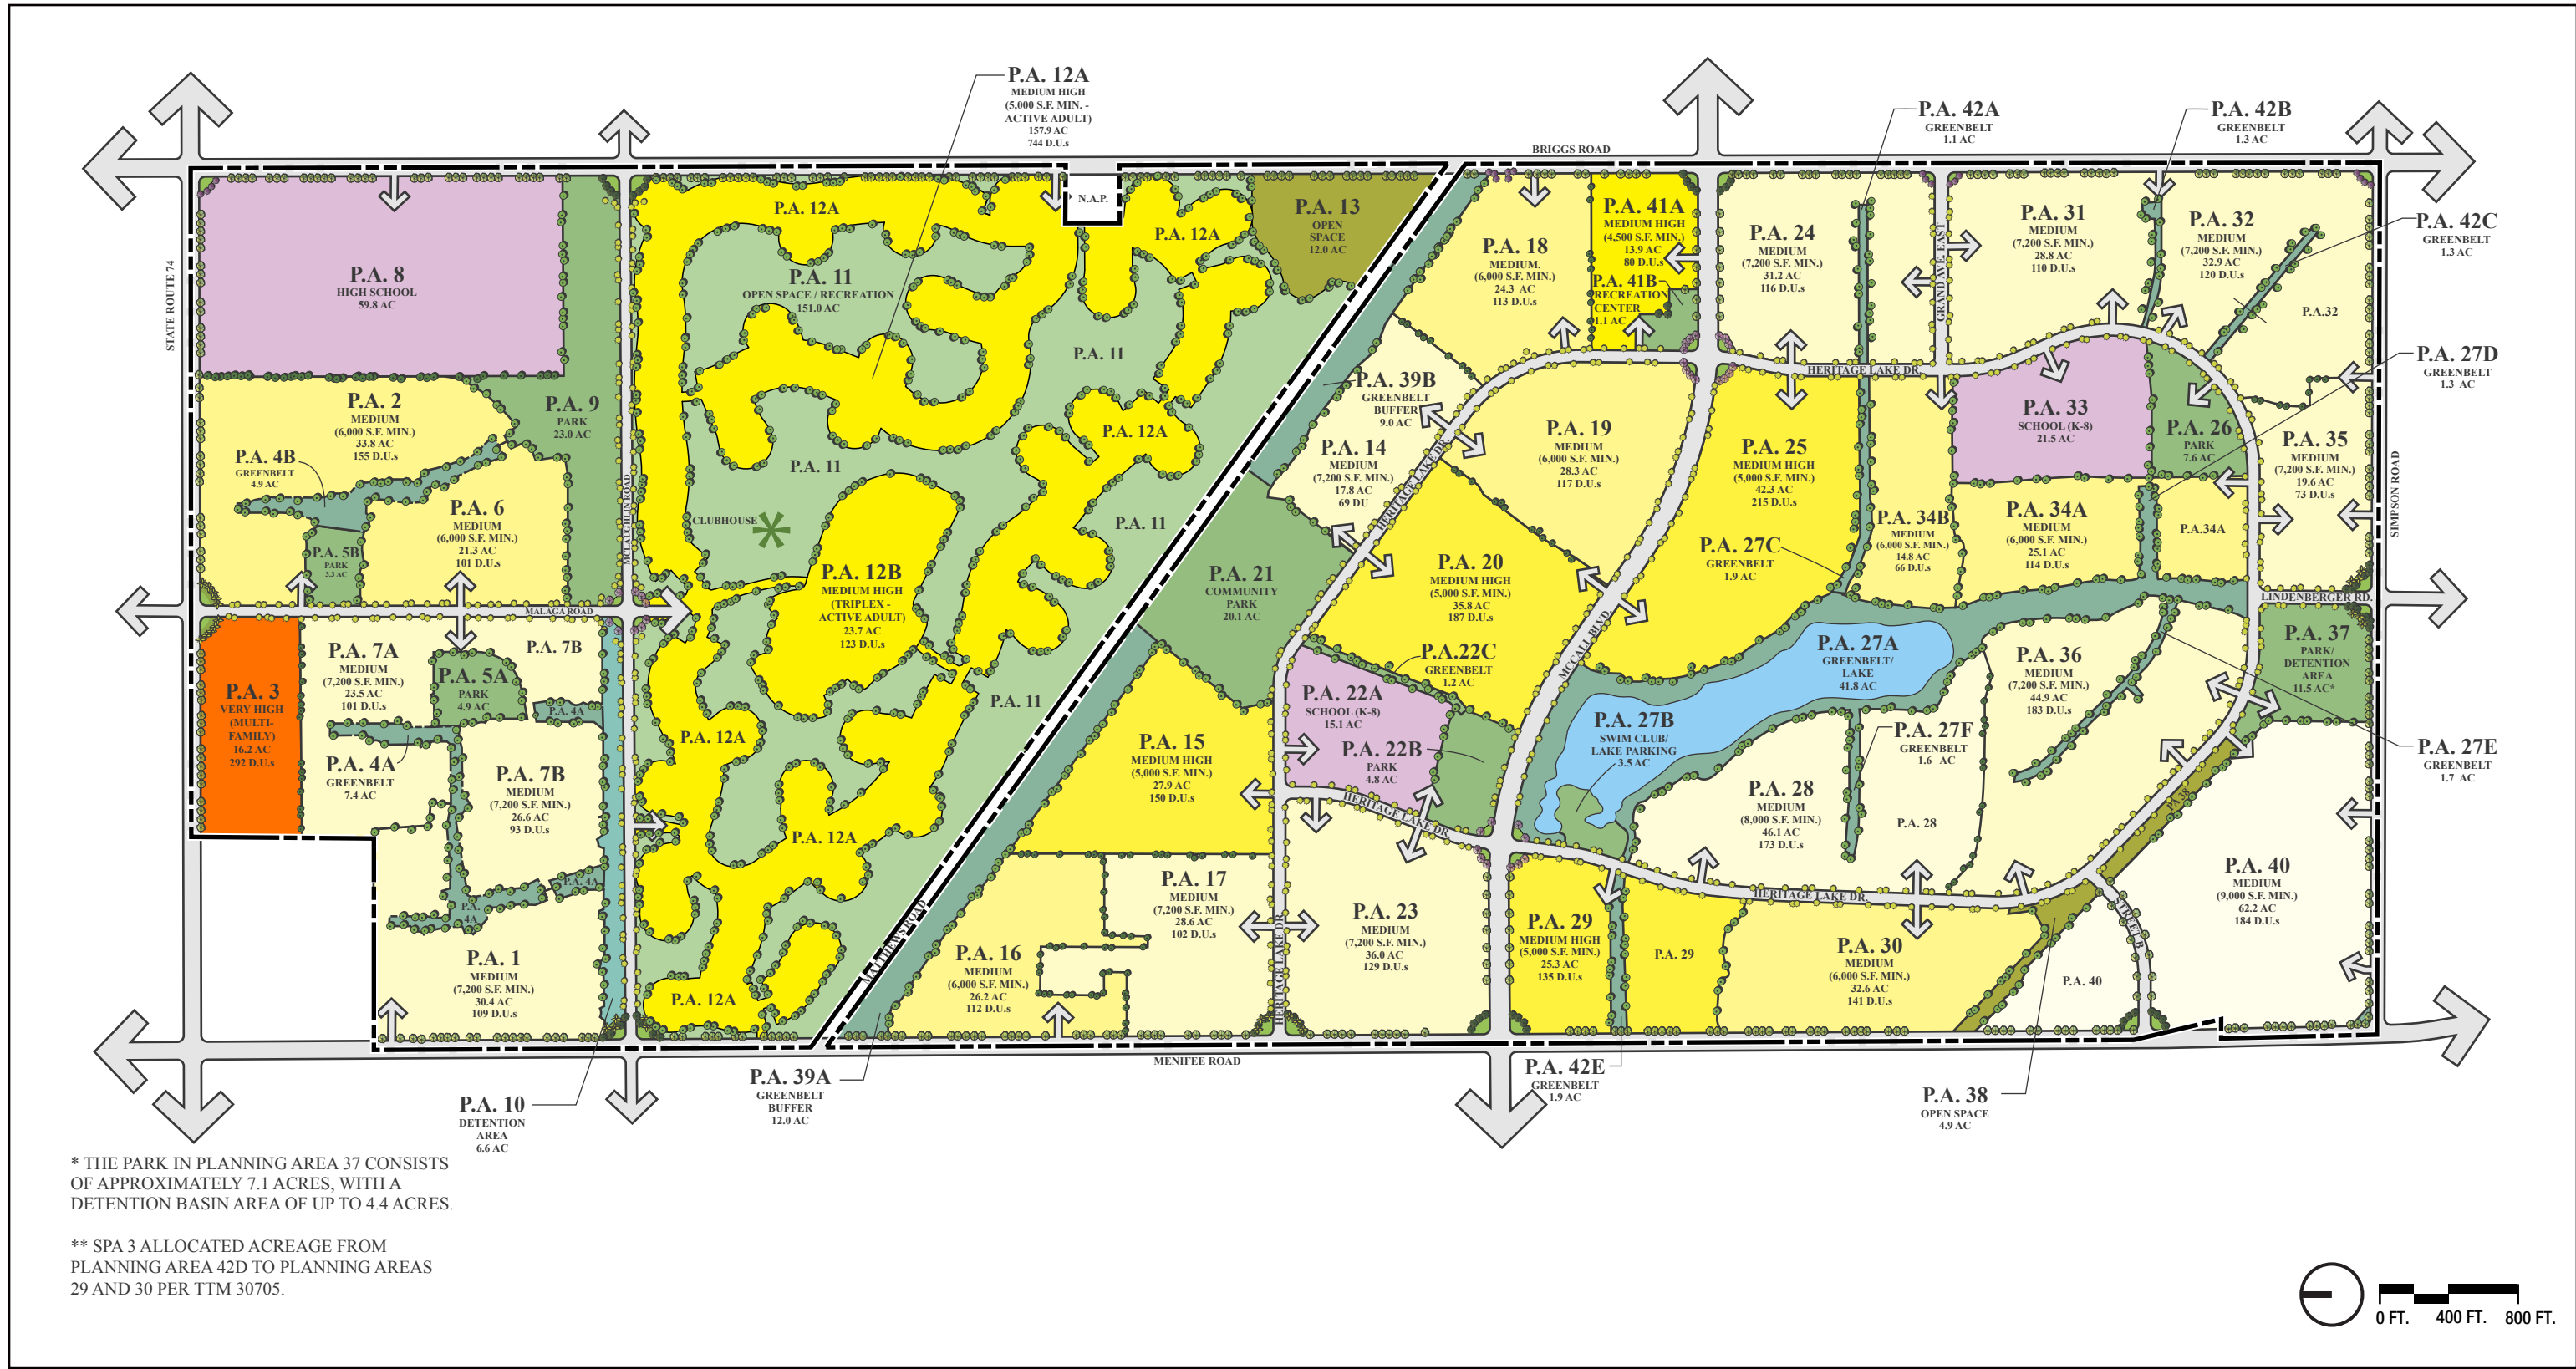 P.A. 12A
MEDIUM HIGH
(5,000 S.F. MIN. -
ACTIVE ADULT)
157.9 AC
744 D.U.s
P.A. 42A
GREENBELT
1.1 AC
P.A. 42B
GREENBELT
1.3 AC
BRIGGS ROAD
P.A. 42C
GREENBELT
1.3 AC
P.A. 27D
GREENBELT
1.3 AC
STATE ROUTE 74
P.A. 8
HIGH SCHOOL
59.8 AC
P.A. 2
MEDIUM
(6,000 S.F. MIN.)
33.8 AC
155 D.U.s
P.A. 9
PARK
23.0 AC
P.A. 4B
GREENBELT
4.9 AC
P.A. 6
MEDIUM
(6,000 S.F. MIN.)
21.3 AC
101 D.U.s
P.A. 5B
PARK
3.3 AC
MCLAUGHLIN ROAD
MALAGA ROAD
P.A. 3
VERY HIGH
(MULTI-
FAMILY)
16.2 AC
292 D.U.s
P.A. 7A
MEDIUM
(7,200 S.F. MIN.)
23.5 AC
101 D.U.s
P.A. 7B
P.A. 5A
PARK
4.9 AC
P.A. 4A
P.A. 4A
GREENBELT
7.4 AC
P.A. 7B
MEDIUM
(7,200 S.F. MIN.)
26.6 AC
93 D.U.s
P.A. 4A
P.A.
4A
P.A. 1
MEDIUM
(7,200 S.F. MIN.)
30.4 AC
109 D.U.s
P.A. 10
DETENTION
AREA
6.6 AC
P.A. 12A
N.A.P.
P.A. 12A
P.A. 13
OPEN
SPACE
12.0 AC
P.A. 11
OPEN SPACE / RECREATION
151.0 AC
P.A. 11
P.A. 12A
P.A. 11
CLUBHOUSE
P.A. 11
P.A. 12B
MEDIUM HIGH
(TRIPLEX -
ACTIVE ADULT)
23.7 AC
123 D.U.s
P.A. 11
P.A. 12A
P.A. 12A
P.A. 12A
MATTHEWS ROAD
P.A. 39A
GREENBELT
BUFFER
12.0 AC
P.A. 18
MEDIUM.
(6,000 S.F. MIN.)
24.3 AC
113 D.U.s
P.A. 41A
MEDIUM HIGH
(4,500 S.F. MIN.)
13.9 AC
80 D.U.s
P.A. 41B
RECREATION
CENTER
1.1 AC
P.A. 24
MEDIUM
(7,200 S.F. MIN.)
31.2 AC
116 D.U.s
GRAND AVE EAST
P.A. 31
MEDIUM
(7,200 S.F. MIN.)
28.8 AC
110 D.U.s
P.A. 32
MEDIUM
(7,200 S.F. MIN.)
32.9 AC
120 D.U.s
P.A.32
P.A. 39B
GREENBELT
BUFFER
9.0 AC
HERITAGE LAKE DR.
P.A. 14
MEDIUM
(7,200 S.F. MIN.)
17.8 AC
69 DU
HERITAGE LAKE DR.
P.A. 19
MEDIUM
(6,000 S.F. MIN.)
28.3 AC
117 D.U.s
P.A. 25
MEDIUM HIGH
(5,000 S.F. MIN.)
42.3 AC
215 D.U.s
P.A. 33
SCHOOL (K-8)
21.5 AC
P.A. 26
PARK
7.6 AC
P.A. 35
MEDIUM
(7,200 S.F. MIN.)
19.6 AC
73 D.U.s
SIMPSON ROAD
P.A. 34B
MEDIUM
(6,000 S.F. MIN.)
14.8 AC
66 D.U.s
P.A. 34A
MEDIUM
(6,000 S.F. MIN.)
25.1 AC
114 D.U.s
P.A.34A
P.A. 27C
GREENBELT
1.9 AC
P.A. 21
COMMUNITY
PARK
20.1 AC
P.A. 20
MEDIUM HIGH
(5,000 S.F. MIN.)
35.8 AC
187 D.U.s
MCCALL BLVD.
LINDENBERGER RD.
P.A.22C
GREENBELT
1.2 AC
P.A. 22A
SCHOOL (K-8)
15.1 AC
P.A. 22B
PARK
4.8 AC
P.A. 27A
GREENBELT/
LAKE
41.8 AC
P.A. 27B
SWIM CLUB/
LAKE PARKING
3.5 AC
P.A. 36
MEDIUM
(7,200 S.F. MIN.)
44.9 AC
183 D.U.s
P.A. 37
PARK/
DETENTION
AREA
11.5 AC*
P.A. 27F
GREENBELT
1.6 AC
P.A. 27E
GREENBELT
1.7 AC
P.A. 15
MEDIUM HIGH
(5,000 S.F. MIN.)
27.9 AC
150 D.U.s
HERITAGE LAKE DR.
P.A. 28
MEDIUM
(8,000 S.F. MIN.)
46.1 AC
173 D.U.s
P.A. 28
PA 38
P.A. 17
MEDIUM
(7,200 S.F. MIN.)
28.6 AC
102 D.U.s
P.A. 16
MEDIUM
(6,000 S.F. MIN.)
26.2 AC
112 D.U.s
HERITAGE LAKE DR
P.A. 23
MEDIUM
(7,200 S.F. MIN.)
36.0 AC
129 D.U.s
P.A. 29
MEDIUM HIGH
(5,000 S.F. MIN.)
25.3 AC
135 D.U.s
P.A. 29
HERITAGE LAKE DR.
P.A. 30
MEDIUM
(6,000 S.F. MIN.)
32.6 AC
141 D.U.s
P.A. 40
MEDIUM
(9,000 S.F. MIN.)
62.2 AC
184 D.U.s
STREET B
P.A. 40
MENIFEE ROAD
P.A. 42E
GREENBELT
1.9 AC
P.A. 38
OPEN SPACE
4.9 AC
* THE PARK IN PLANNING AREA 37 CONSISTS
OF APPROXIMATELY 7.1 ACRES, WITH A
DETENTION BASIN AREA OF UP TO 4.4 ACRES.
** SPA 3 ALLOCATED ACREAGE FROM
PLANNING AREA 42D TO PLANNING AREAS
29 AND 30 PER TTM 30705.
0 FT. 400 FT. 800 FT.